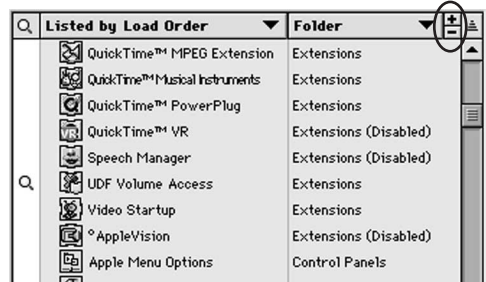 Listed by Load Order Folder
QuickTime™ MPEG Extension Extensions
QuickTime™ Musical Instruments Extensions
QuickTime™ PowerPlug Extensions
QuickTime™ VR Extensions (Disabled)
Speech Manager Extensions (Disabled)
UDF Volume Access Extensions
Video Startup Extensions
°AppleVision Extensions (Disabled)
Apple Menu Options Control Panels